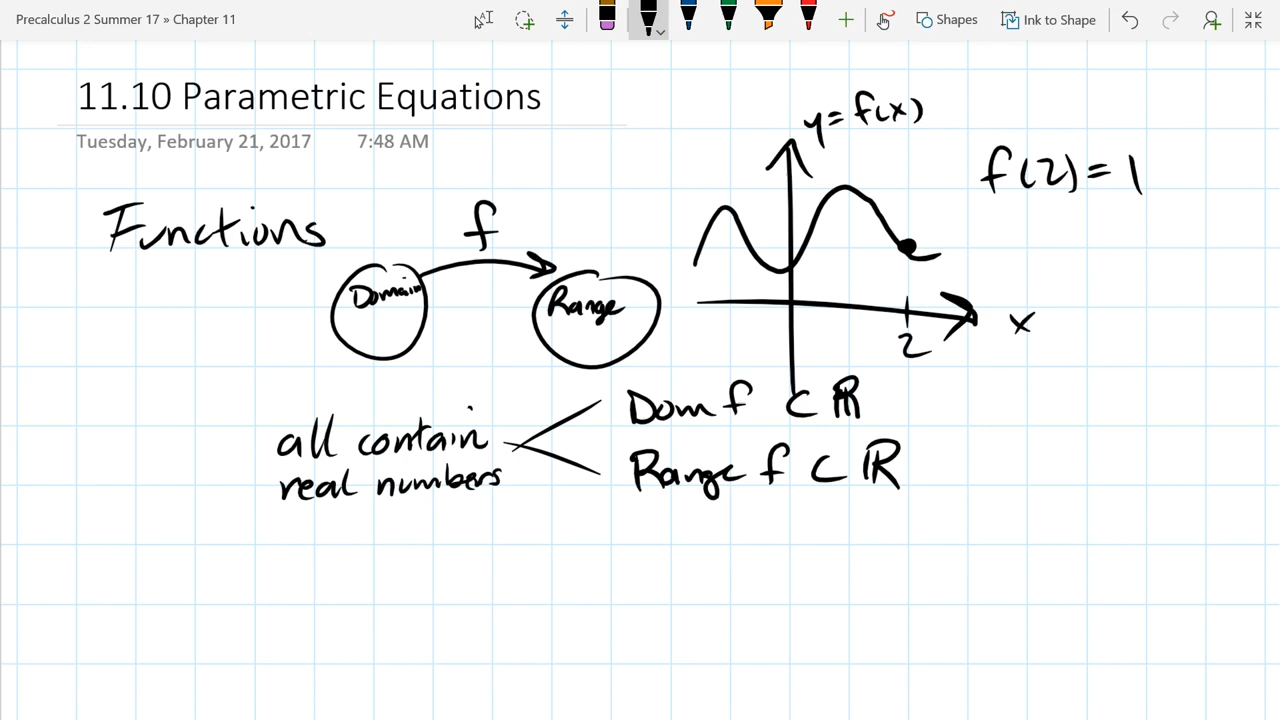 Precalculus 2 Summer 17 » Chapter 11
Shapes
Ink to Shape
11.10 Parametric Equations
Tuesday, February 21, 2017 7:48 AM
Functions
f
Domain
Range
y = f(x)
f(2) = 1
x
2
all contain
real numbers
Dom f ⊂ ℝ
Range f ⊂ ℝ